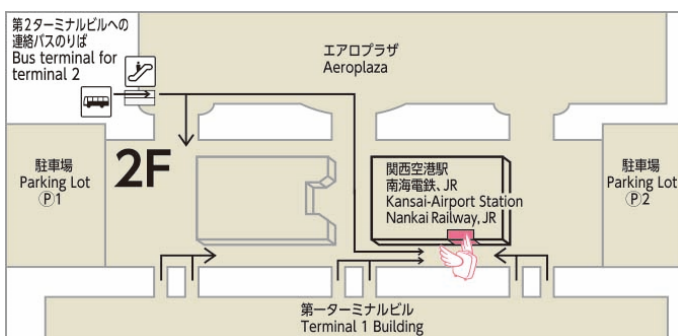 第2ターミナルビルへの
連絡バスのりば
Bus terminal for
terminal 2
エアロプラザ
Aeroplaza
駐車場
Parking Lot
Ⓟ1
2F
関西空港駅
南海電鉄、JR
Kansai-Airport Station
Nankai Railway, JR
駐車場
Parking Lot
Ⓟ2
第一ターミナルビル
Terminal 1 Building